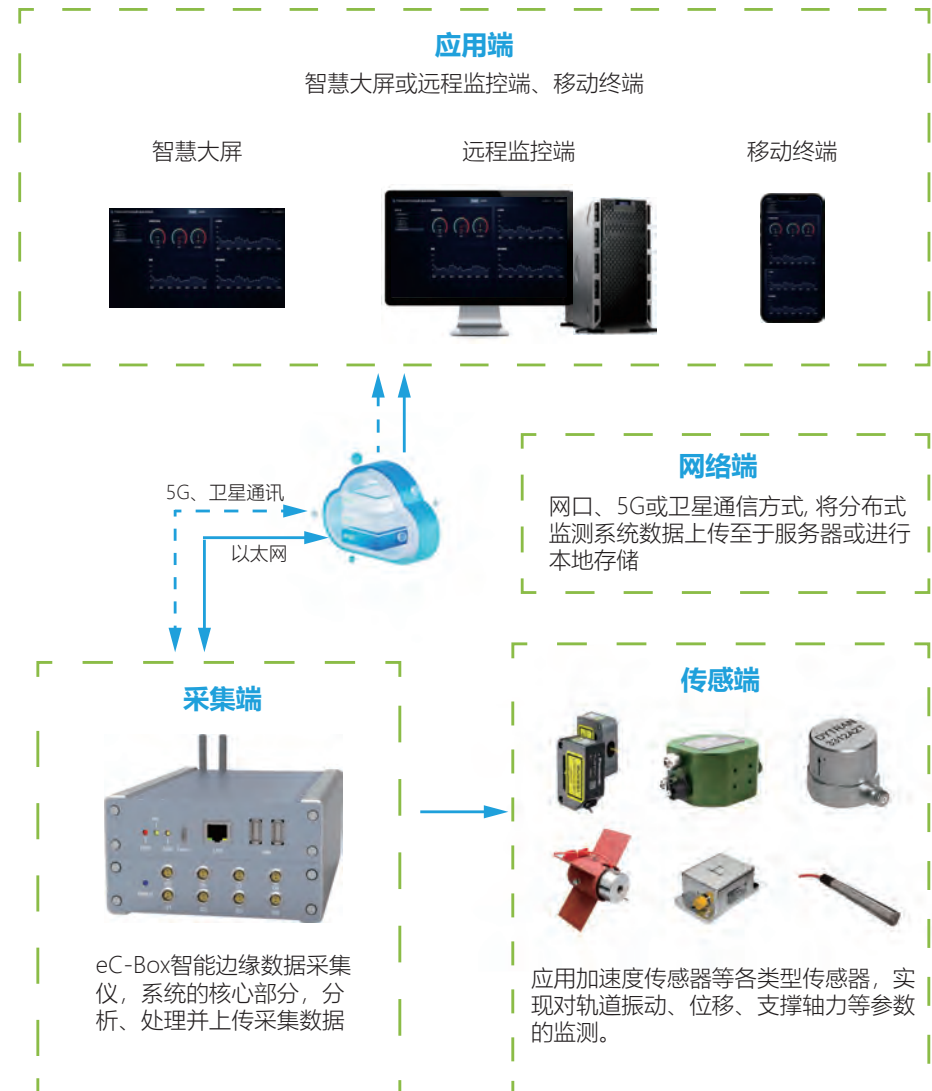 应用端
智慧大屏或远程监控端、移动终端
智慧大屏
远程监控端
移动终端
5G、卫星通讯
以太网
网络端
网口、5G或卫星通信方式, 将分布式
监测系统数据上传至于服务器或进行
本地存储
采集端
eC-Box智能边缘数据采集
仪，系统的核心部分，分
析、处理并上传采集数据
传感端
DYTRAN
3312A2T
应用加速度传感器等各类型传感器，实
现对轨道振动、位移、支撑轴力等参数
的监测。